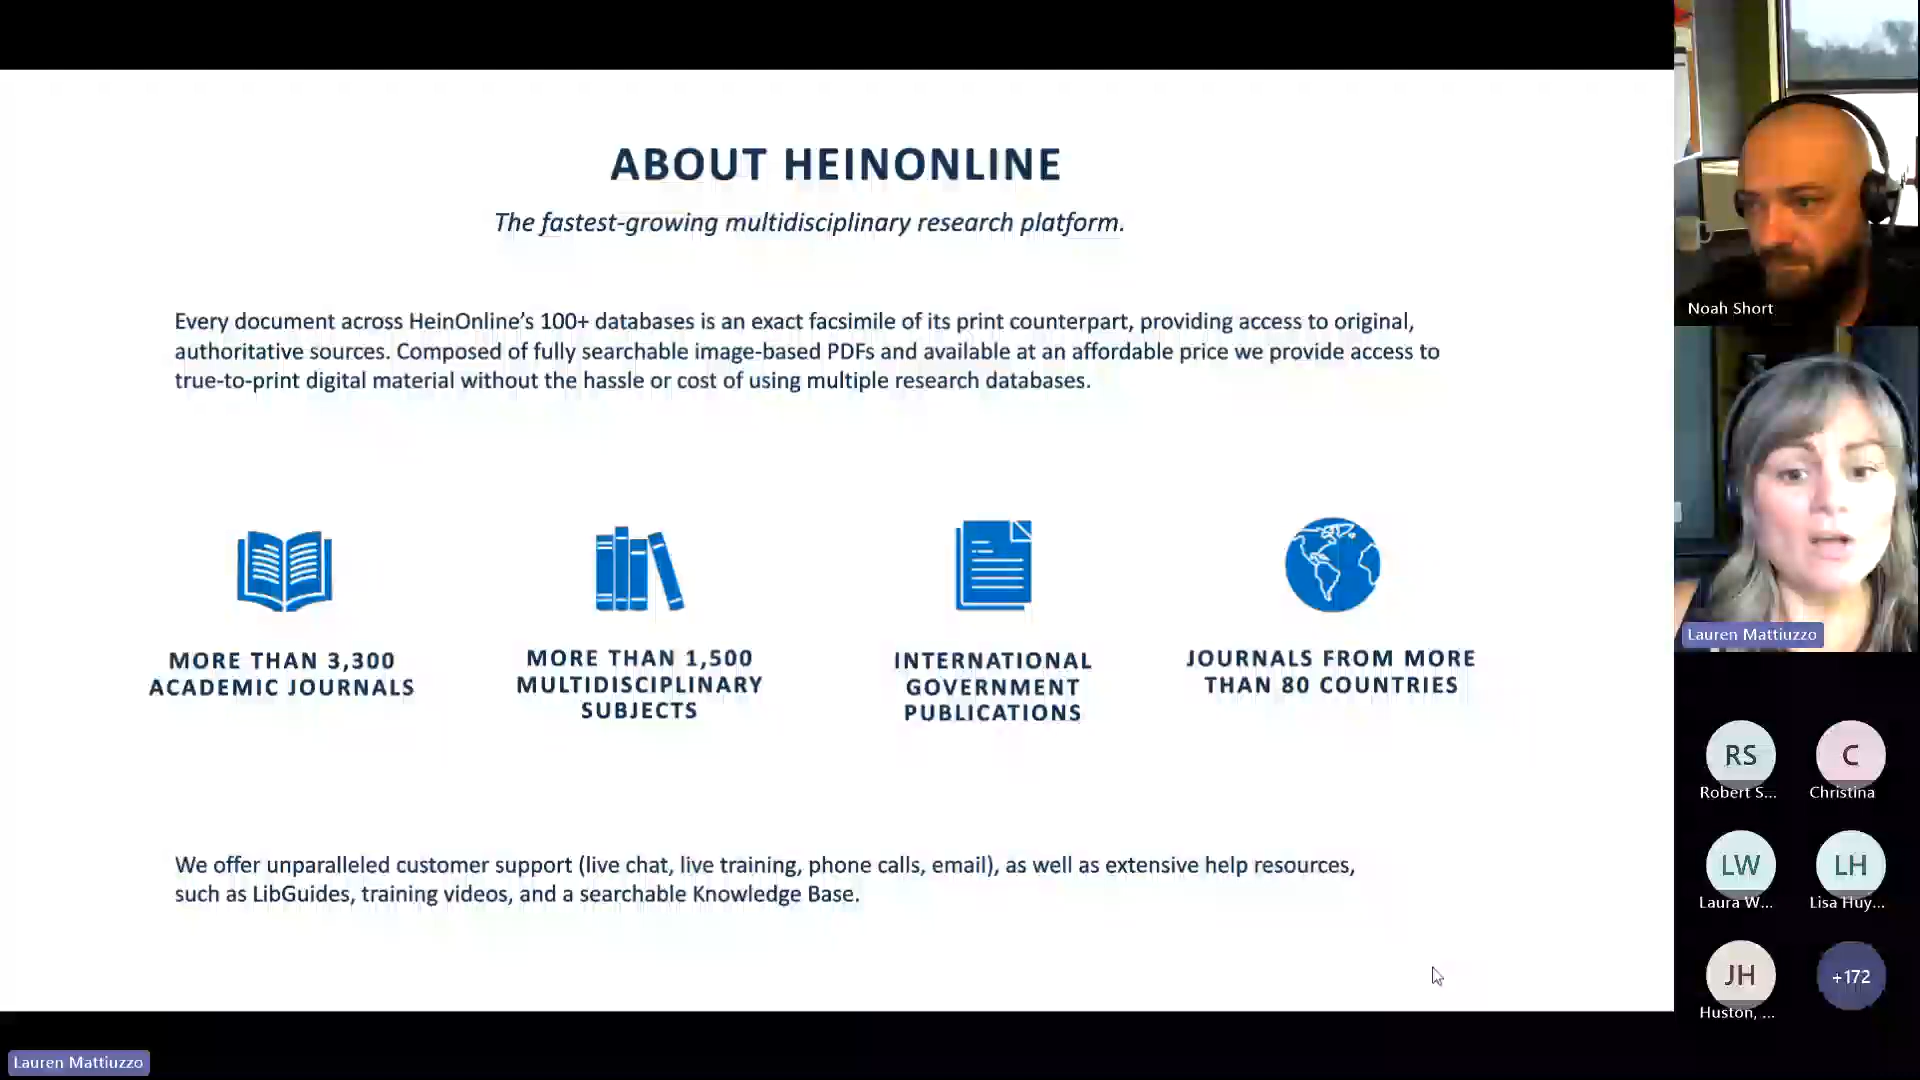 ABOUT HEINONLINE
The fastest-growing multidisciplinary research platform.
Every document across HeinOnline’s 100+ databases is an exact facsimile of its print counterpart, providing access to original,
authoritative sources. Composed of fully searchable image-based PDFs and available at an affordable price we provide access to
true-to-print digital material without the hassle or cost of using multiple research databases.
MORE THAN 3,300
ACADEMIC JOURNALS
MORE THAN 1,500
MULTIDISCIPLINARY
SUBJECTS
INTERNATIONAL
GOVERNMENT
PUBLICATIONS
JOURNALS FROM MORE
THAN 80 COUNTRIES
We offer unparalleled customer support (live chat, live training, phone calls, email), as well as extensive help resources,
such as LibGuides, training videos, and a searchable Knowledge Base.
Noah Short
Lauren Mattiuzzo
RS
Robert S...
C
Christina
LW
Laura W...
LH
Lisa Huy...
JH
Huston, ...
+172
Lauren Mattiuzzo